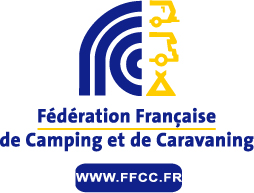 Fédération Française
de Camping et de Caravaning
WWW.FFCC.FR